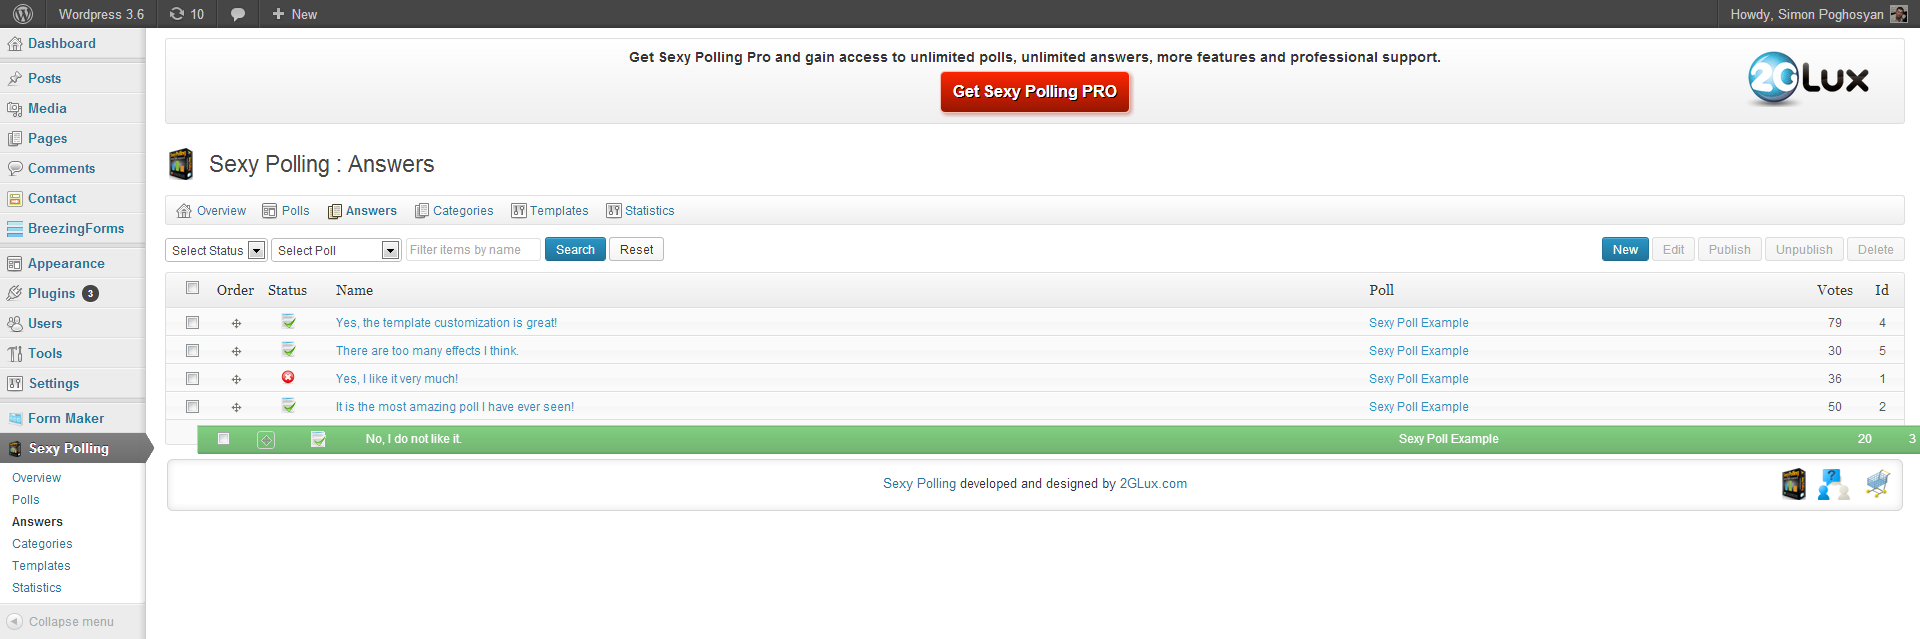 Wordpress 3.6 10 + New Howdy, Simon Poghosyan
Dashboard
Posts
Media
Pages
Comments
Contact
BreezingForms
Appearance
Plugins 3
Users
Tools
Settings
Form Maker
Sexy Polling
Overview
Polls
Answers
Categories
Templates
Statistics
Collapse menu
Get Sexy Polling Pro and gain access to unlimited polls, unlimited answers, more features and professional support.
Get Sexy Polling PRO
2GLux
Sexy Polling : Answers
Overview Polls Answers Categories Templates Statistics
Select Status Select Poll Filter items by name Search Reset New Edit Publish Unpublish Delete
Order Status Name Poll Votes Id
Yes, the template customization is great! Sexy Poll Example 79 4
There are too many effects I think. Sexy Poll Example 30 5
Yes, I like it very much! Sexy Poll Example 36 1
It is the most amazing poll I have ever seen! Sexy Poll Example 50 2
No, I do not like it. Sexy Poll Example 20 3
Sexy Polling developed and designed by 2GLux.com